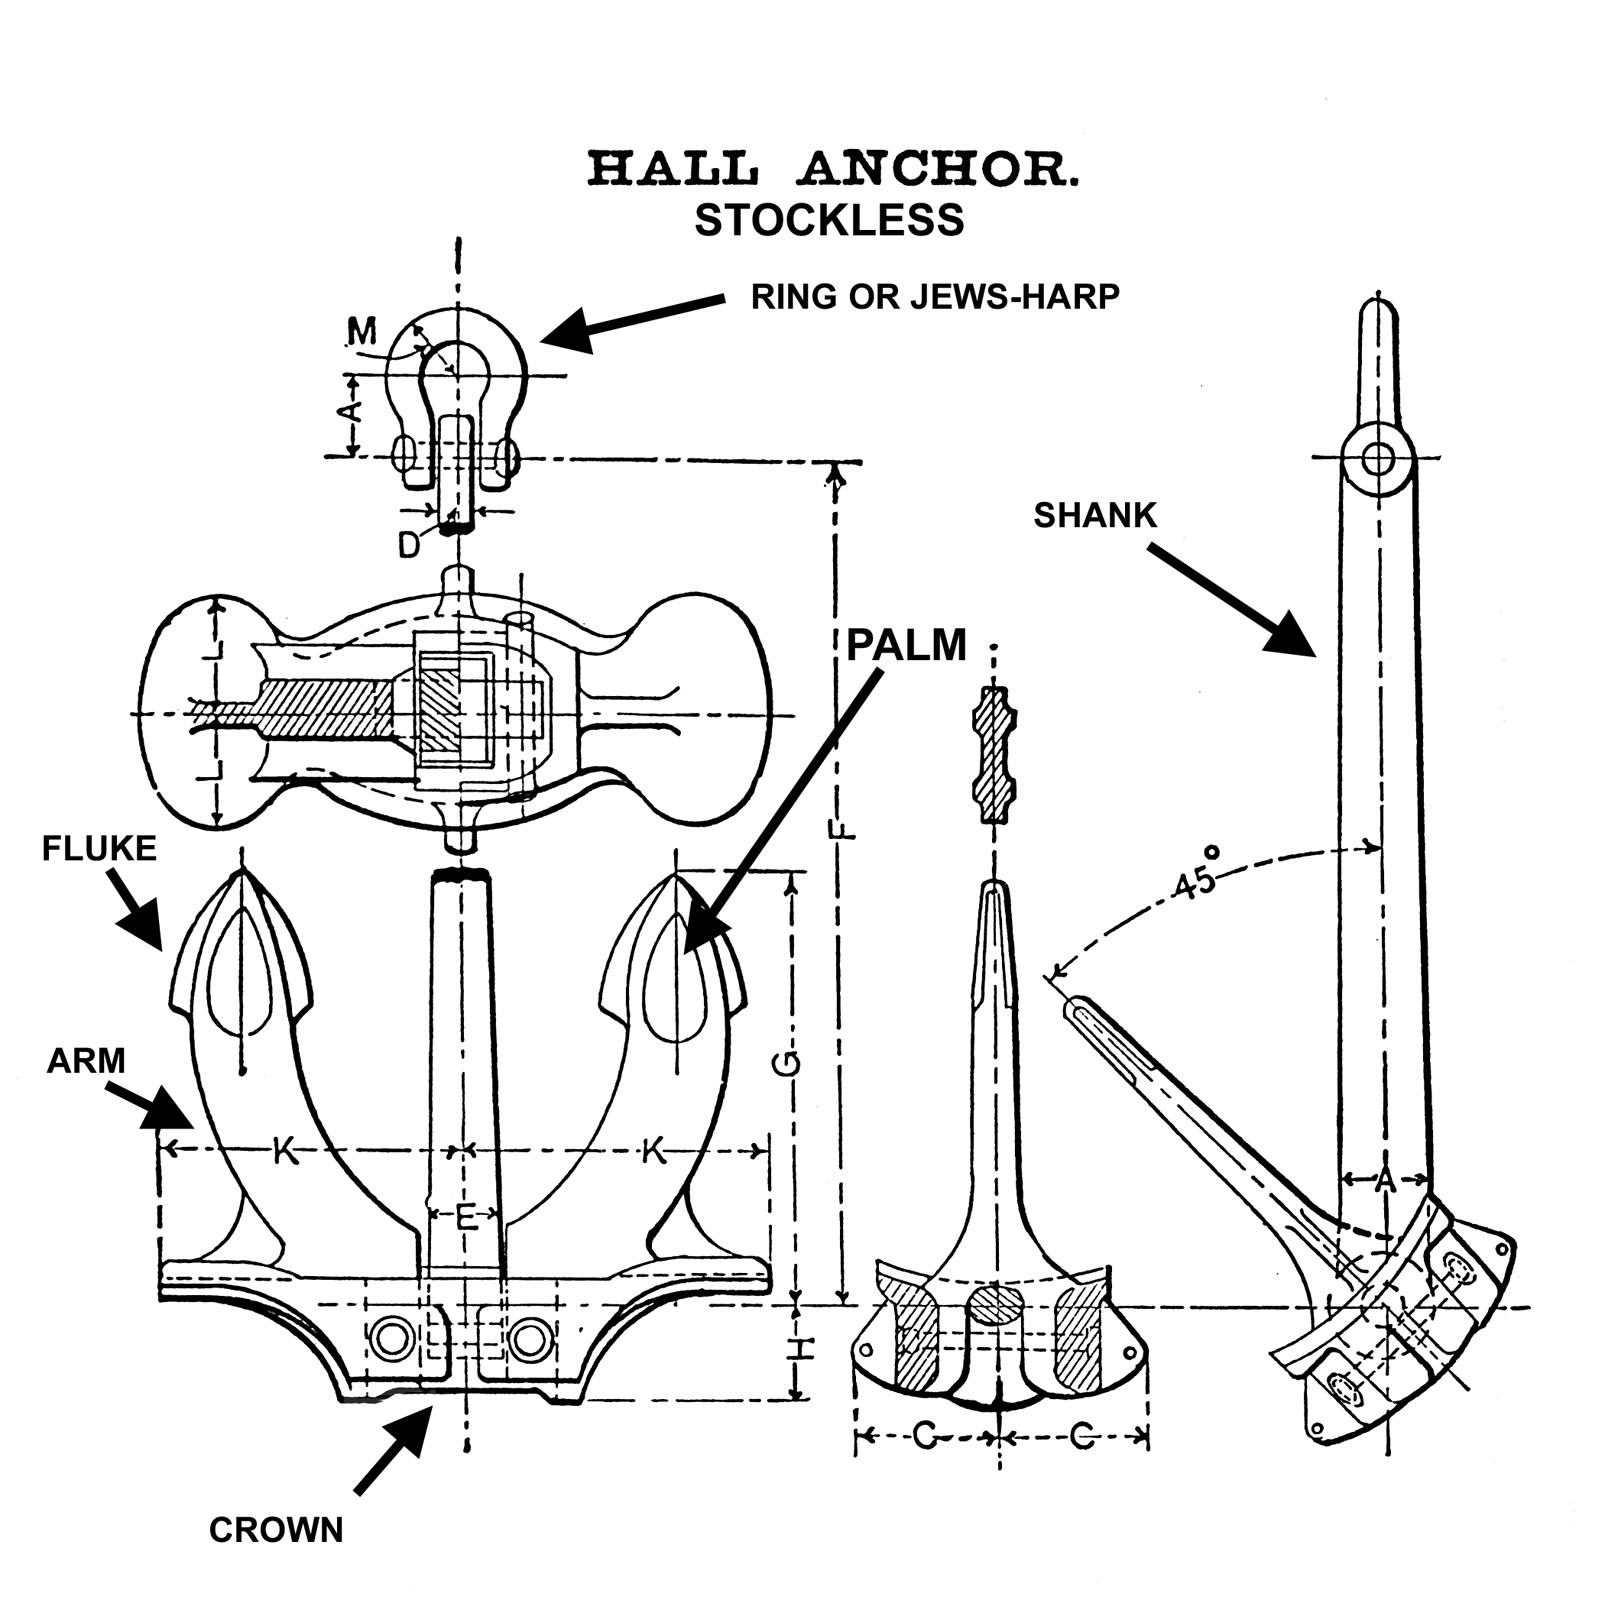 HALL ANCHOR.
STOCKLESS
RING OR JEWS-HARP
M
A
D
SHANK
PALM
L
L
F
FLUKE
45°
ARM
G
K
K
A
E
H
C
C
CROWN